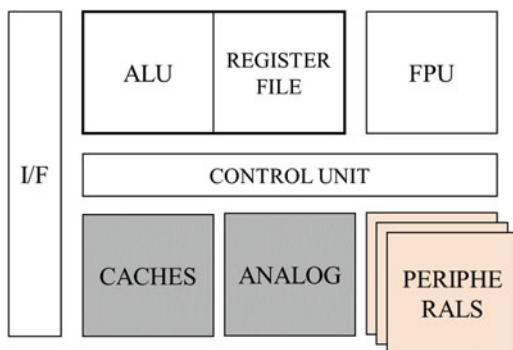 I/F
ALU
REGISTER
FILE
FPU
CONTROL UNIT
CACHES
ANALOG
PERIPHE
RALS